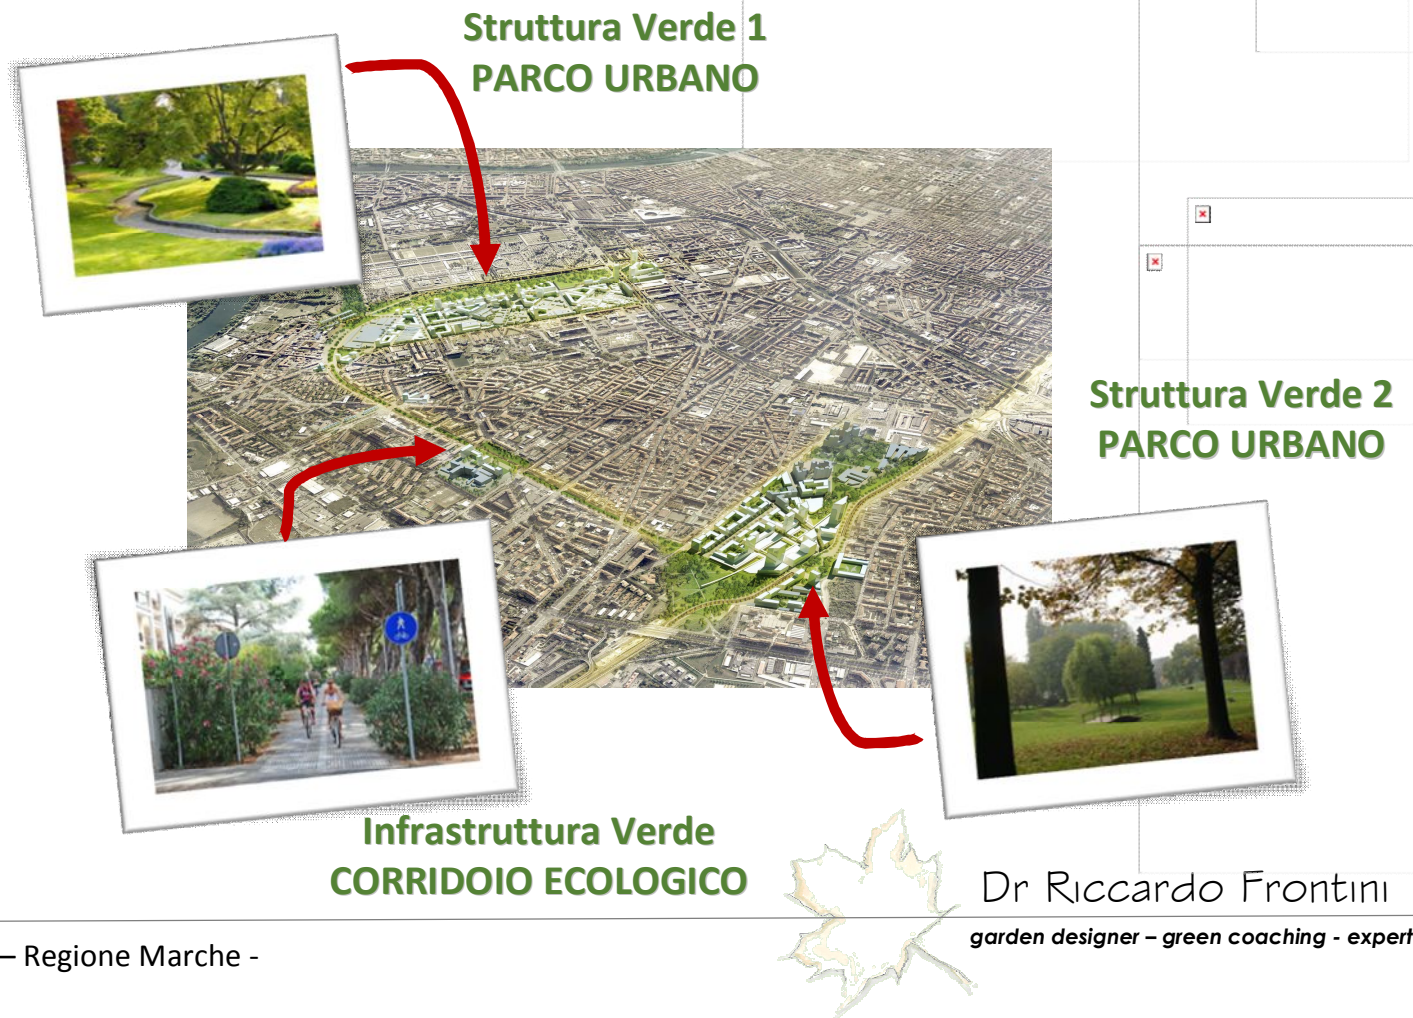 Struttura Verde 1
PARCO URBANO
Struttura Verde 2
PARCO URBANO
Infrastruttura Verde
CORRIDOIO ECOLOGICO
Dr Riccardo Frontini
garden designer – green coaching - expert
– Regione Marche -